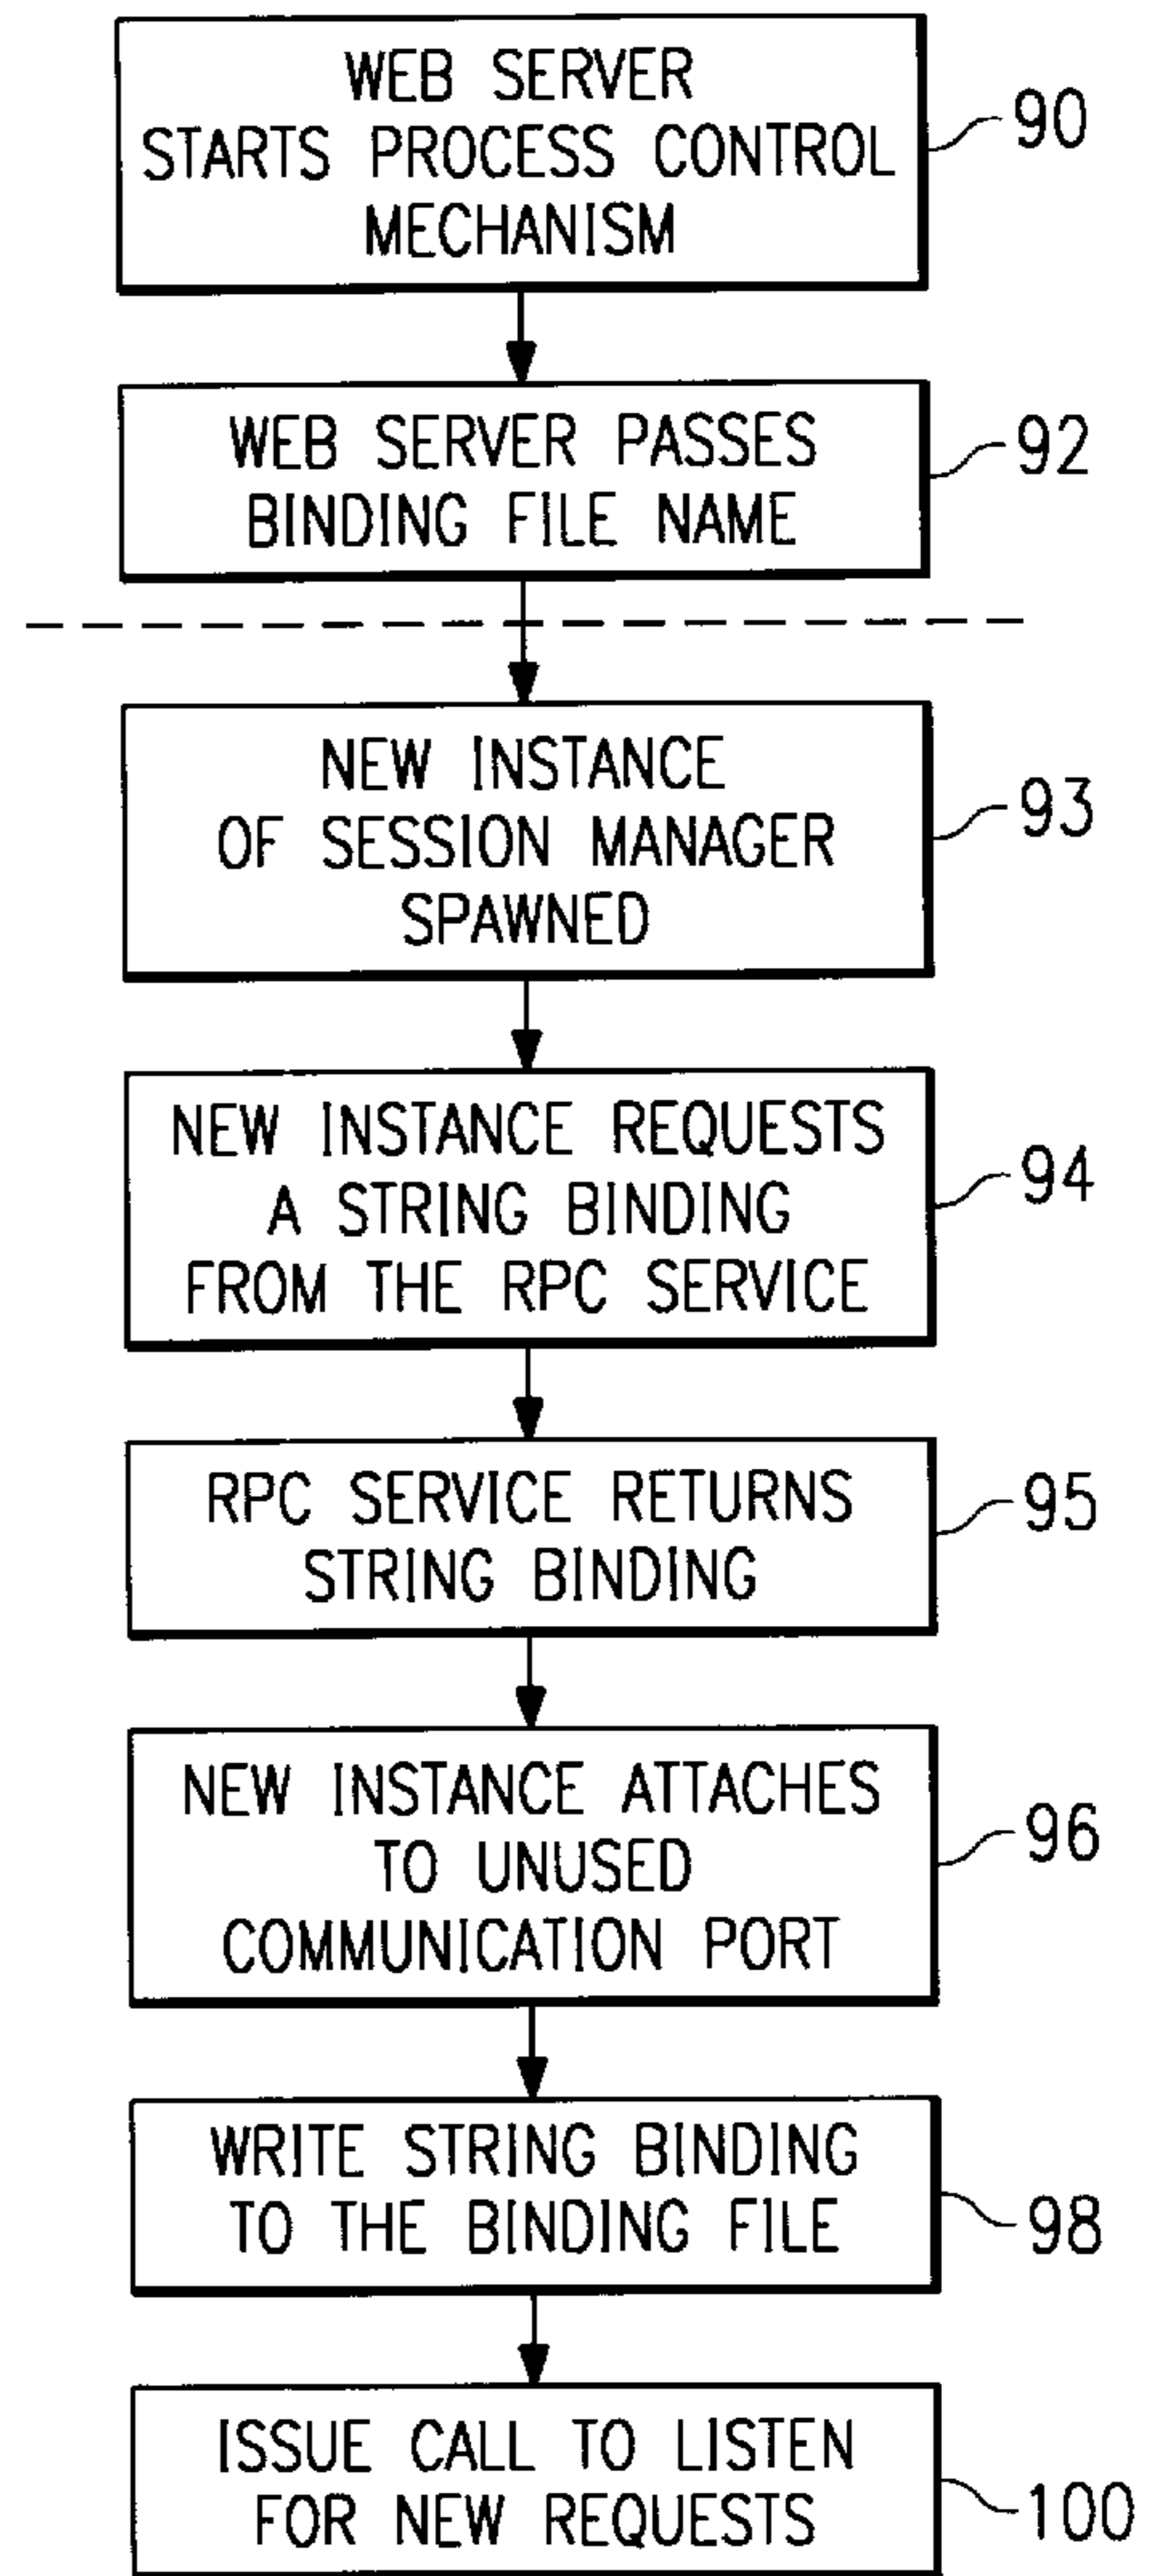 WEB SERVER
STARTS PROCESS CONTROL
MECHANISM
90
WEB SERVER PASSES
BINDING FILE NAME
92
NEW INSTANCE
OF SESSION MANAGER
SPAWNED
93
NEW INSTANCE REQUESTS
A STRING BINDING
FROM THE RPC SERVICE
94
RPC SERVICE RETURNS
STRING BINDING
95
NEW INSTANCE ATTACHES
TO UNUSED
COMMUNICATION PORT
96
WRITE STRING BINDING
TO THE BINDING FILE
98
ISSUE CALL TO LISTEN
FOR NEW REQUESTS
100